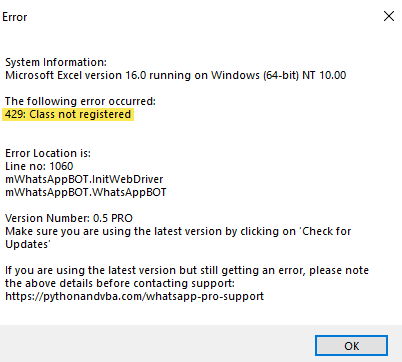 Error
System Information:
Microsoft Excel version 16.0 running on Windows (64-bit) NT 10.00
The following error occurred:
429: Class not registered
Error Location is:
Line no: 1060
mWhatsAppBOT.InitWebDriver
mWhatsAppBOT.WhatsAppBOT
Version Number: 0.5 PRO
Make sure you are using the latest version by clicking on 'Check for
Updates'
If you are using the latest version but still getting an error, please note
the above details before contacting support:
https://pythonandvba.com/whatsapp-pro-support
OK